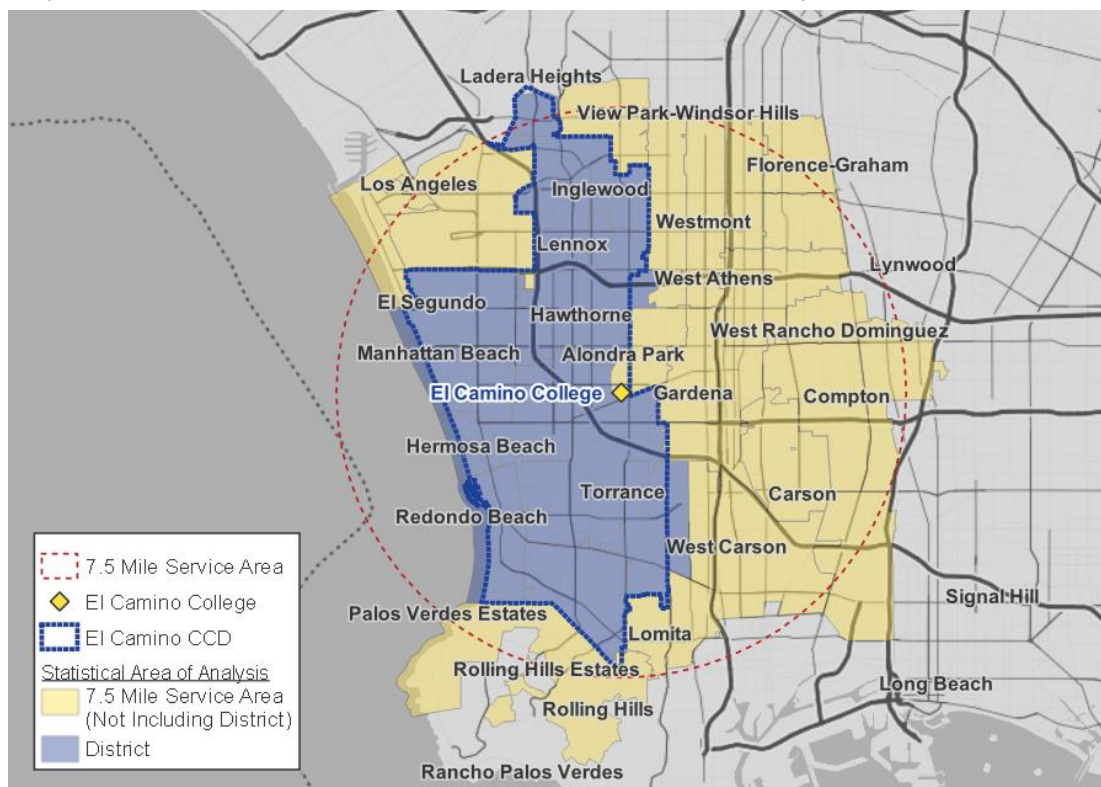 Ladera Heights
View Park-Windsor Hills
Florence-Graham
Los Angeles
Inglewood
Westmont
Lennox
Lynwood
West Athens
El Segundo
Hawthorne
West Rancho Dominguez
Manhattan Beach
Alondra Park
El Camino College
Gardena
Compton
Hermosa Beach
Torrance
Carson
Redondo Beach
West Carson
Signal Hill
Palos Verdes Estates
Lomita
Rolling Hills Estates
Long Beach
Rolling Hills
Rancho Palos Verdes
7.5 Mile Service Area
El Camino College
El Camino CCD
Statistical Area of Analysis
7.5 Mile Service Area
(Not Including District)
District